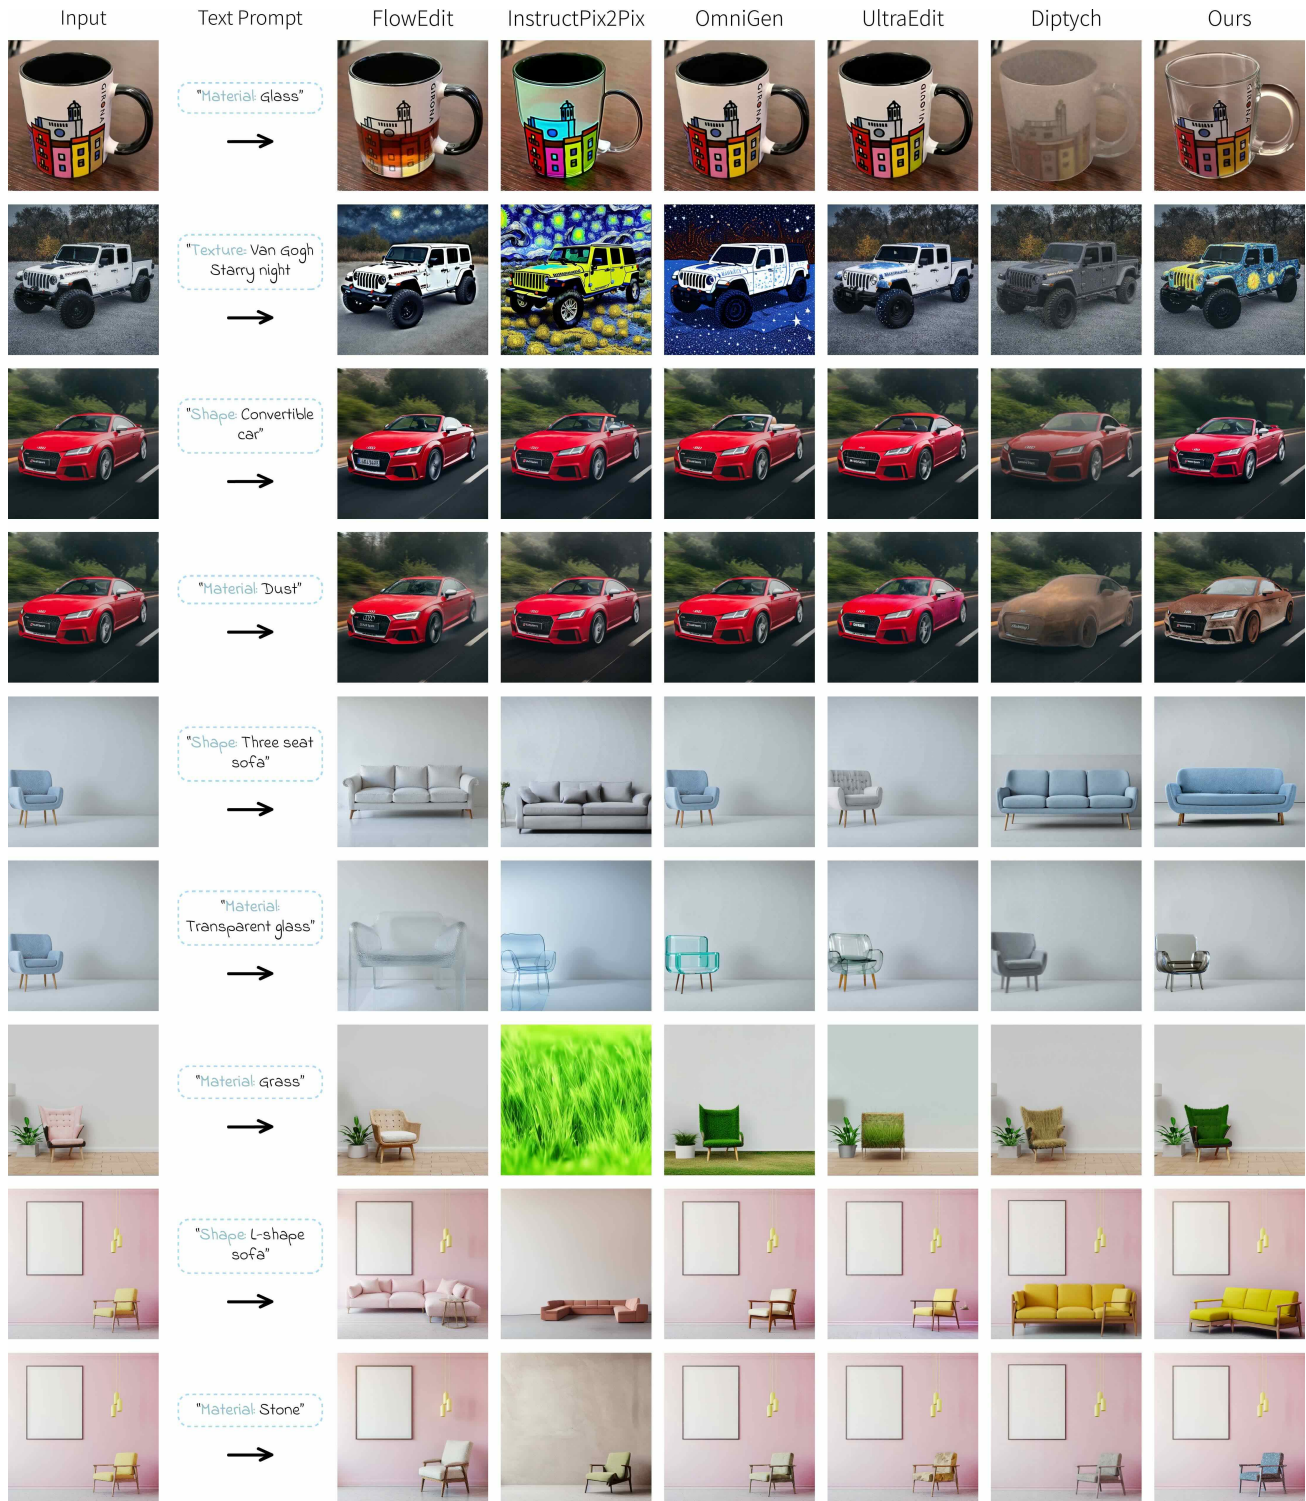 Input Text Prompt FlowEdit InstructPix2Pix OmniGen UltraEdit Diptych Ours
"Material: Glass"
GIRONA
"Texture: Van Gogh
Starry night
"Shape: Convertible
car"
"Material: Dust"
"Shape: Three seat
sofa"
"Material:
Transparent glass"
"Material: Grass"
"Shape: L-shape
sofa"
"Material: Stone"